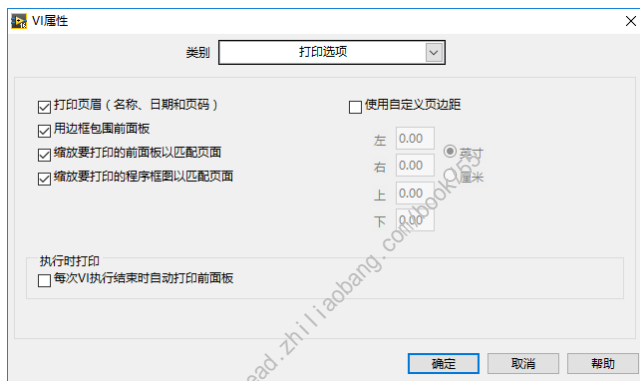 VI属性
类别 打印选项
打印页眉（名称、日期和页码）
用边框包围前面板
缩放要打印的前面板以匹配页面
缩放要打印的程序框图以匹配页面
使用自定义页边距
左 0.00
右 0.00
上 0.00
下 0.00
英寸
厘米
执行时打印
每次VI执行结束时自动打印前面板
确定 取消 帮助
ead.zhiliaobang.com/book/153